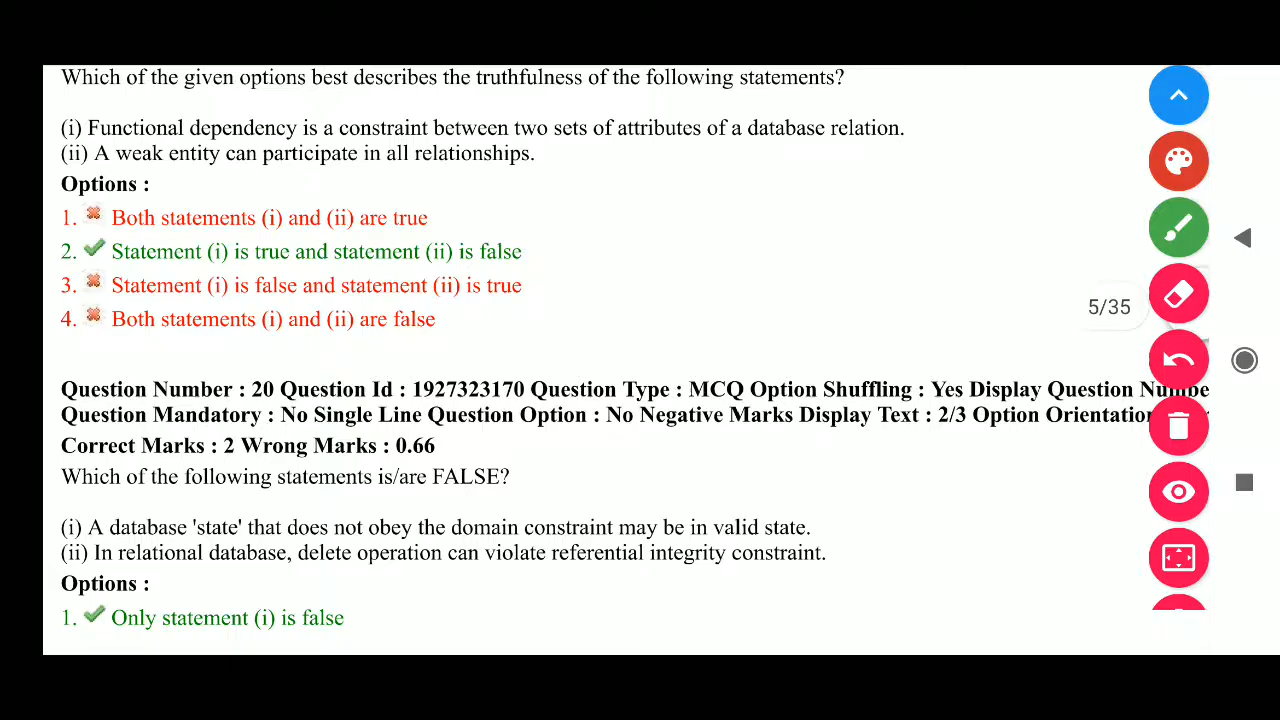 Which of the given options best describes the truthfulness of the following statements?
(i) Functional dependency is a constraint between two sets of attributes of a database relation.
(ii) A weak entity can participate in all relationships.
Options :
1. Both statements (i) and (ii) are true
2. Statement (i) is true and statement (ii) is false
3. Statement (i) is false and statement (ii) is true
5/35
4. Both statements (i) and (ii) are false
Question Number : 20 Question Id : 1927323170 Question Type : MCQ Option Shuffling : Yes Display Question
Question Mandatory : No Single Line Question Option : No Negative Marks Display Text : 2/3 Option
Correct Marks : 2 Wrong Marks : 0.66
Which of the following statements is/are FALSE?
(i) A database 'state' that does not obey the domain constraint may be in valid state.
(ii) In relational database, delete operation can violate referential integrity constraint.
Options :
1. Only statement (i) is false